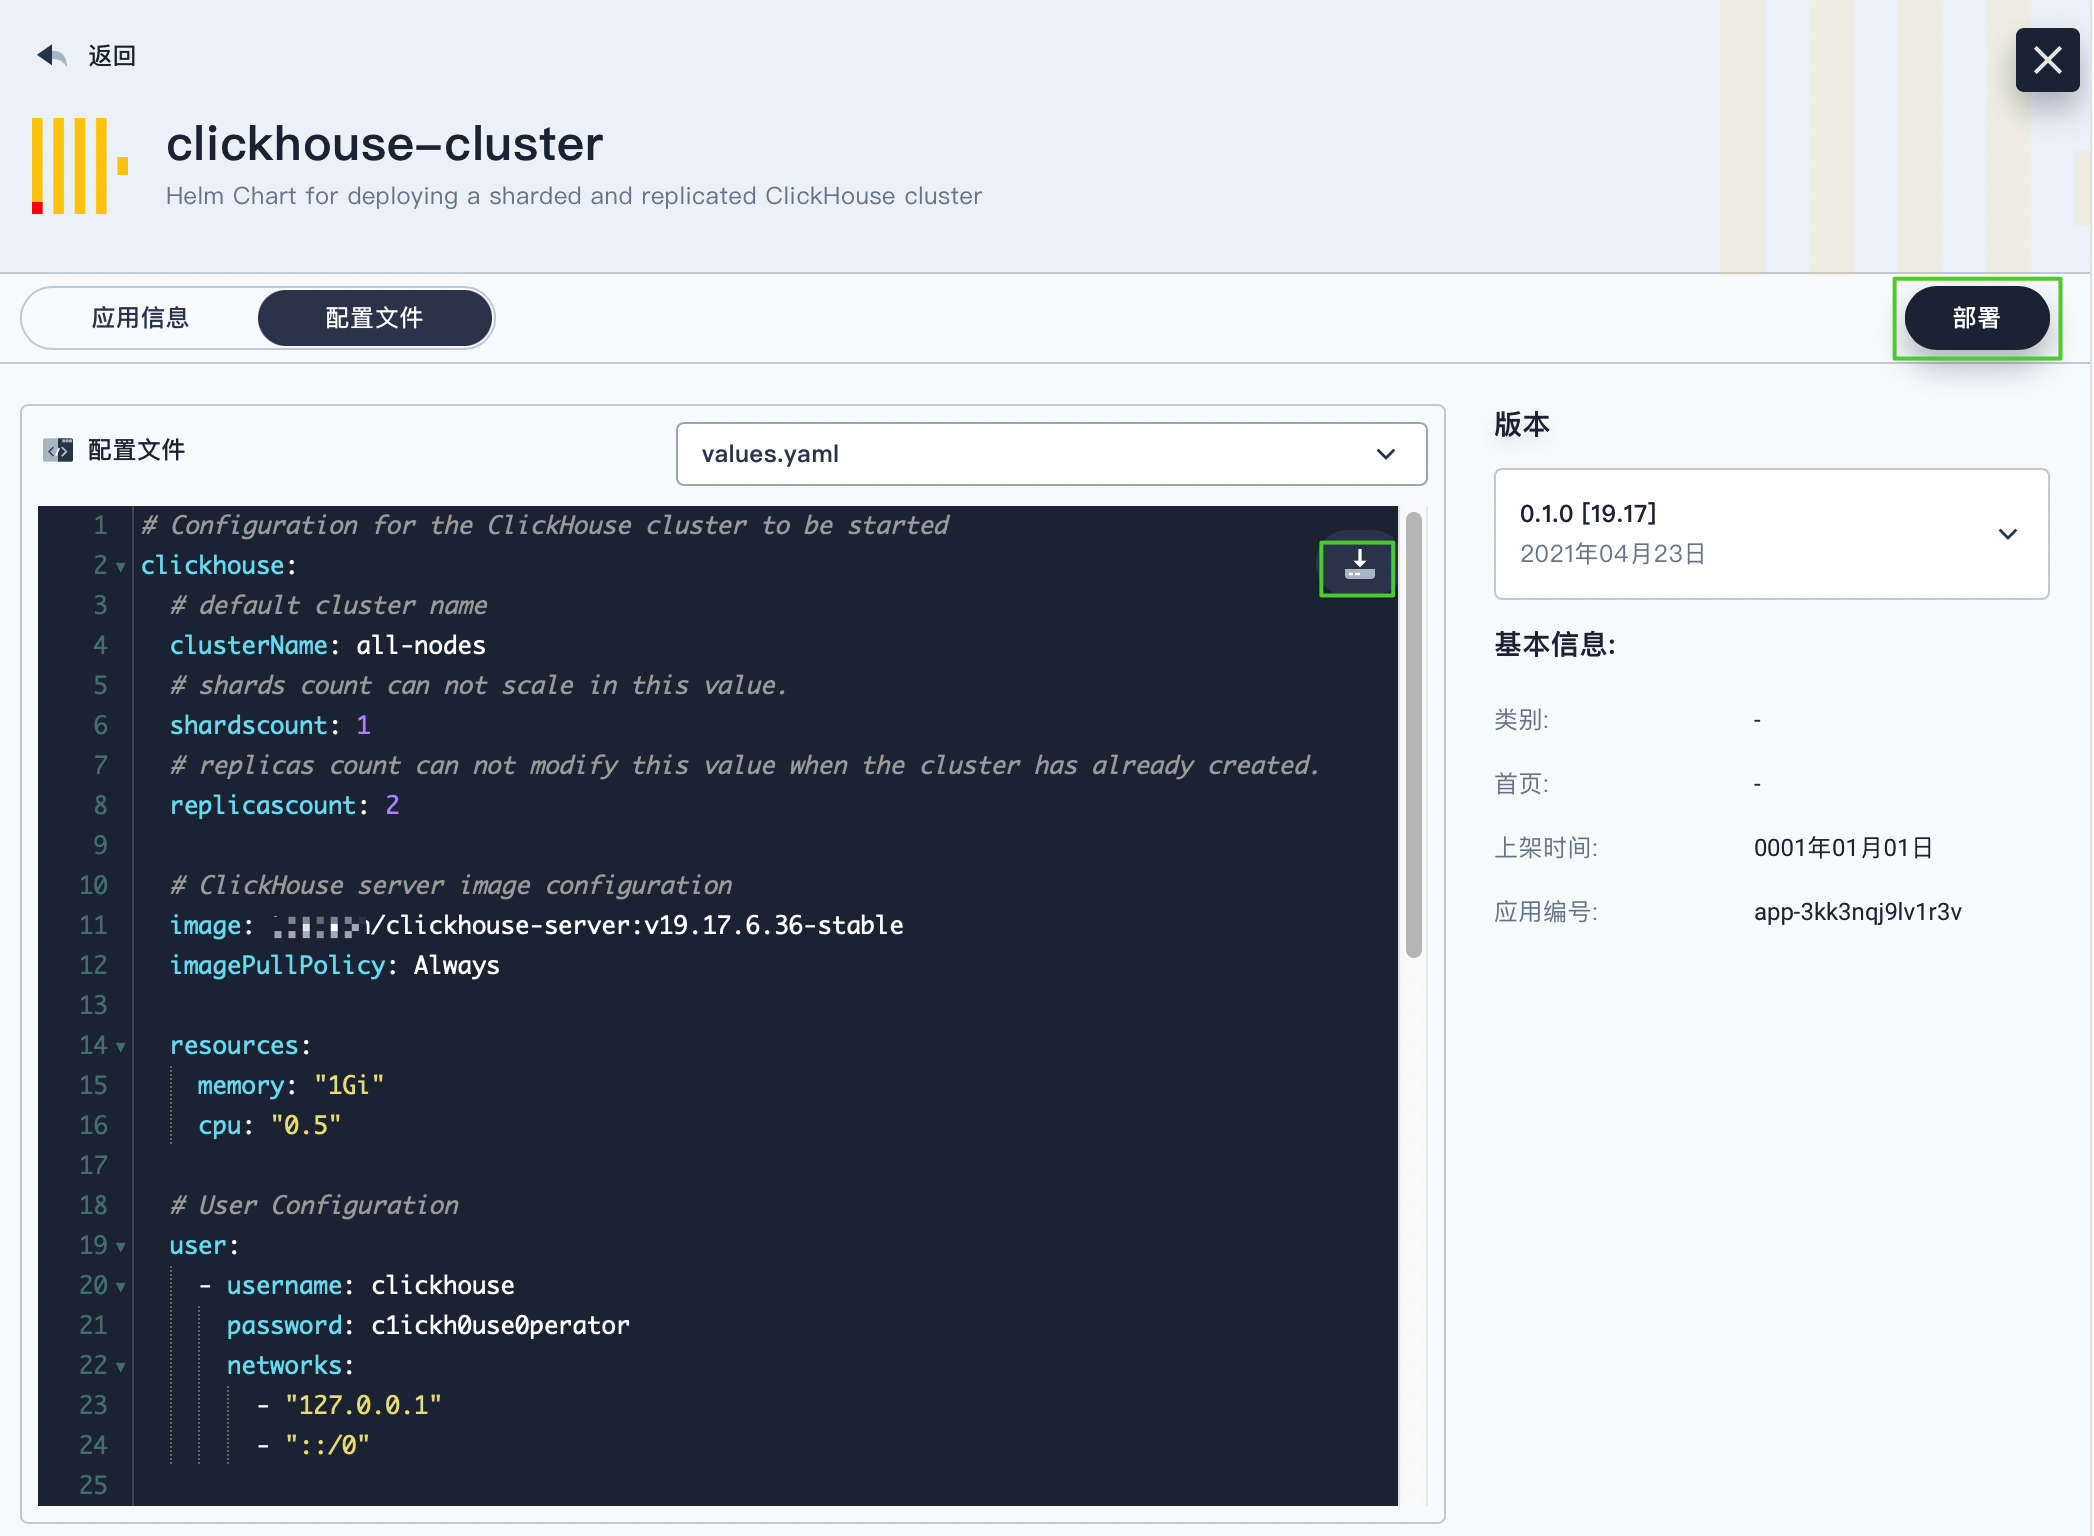 返回
clickhouse-cluster
Helm Chart for deploying a sharded and replicated ClickHouse cluster
应用信息
配置文件
部署
配置文件
values.yaml
1 # Configuration for the ClickHouse cluster to be started
2 clickhouse:
3 # default cluster name
4 clusterName: all-nodes
5 # shards count can not scale in this value.
6 shardscount: 1
7 # replicas count can not modify this value when the cluster has already created.
8 replicascount: 2
9
10 # ClickHouse server image configuration
11 image: /clickhouse-server:v19.17.6.36-stable
12 imagePullPolicy: Always
13
14 resources:
15 memory: "1Gi"
16 cpu: "0.5"
17
18 # User Configuration
19 user:
20 - username: clickhouse
21 password: c1ickh0use0perator
22 networks:
23 - "127.0.0.1"
24 - "::/0"
25
版本
0.1.0 [19.17]
2021年04月23日
基本信息:
类别: -
首页: -
上架时间: 0001年01月01日
应用编号: app-3kk3nqj9lv1r3v